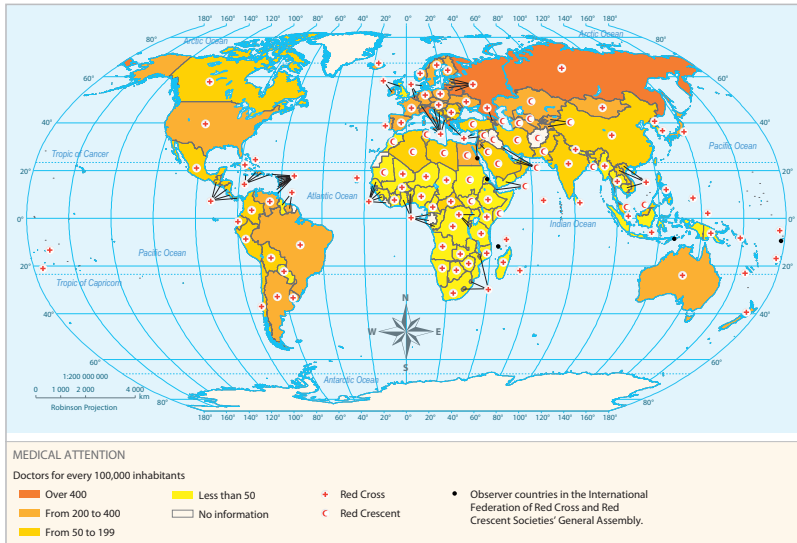 180° 160° 140° 120° 100° 80° 60° 40° 20° 0° 20° 40° 60° 80° 100° 120° 140° 160° 180°
80° 80°
Arctic Ocean Arctic Ocean
60° 60°
40° 40°
Pacific Ocean
Tropic of Cancer
20° 20°
Atlantic Ocean
0° 0°
Indian Ocean
Pacific Ocean
20° 20°
Tropic of Capricorn
N
40° 40°
W E
S
60° 60°
Antarctic Ocean
1:200 000 000
0 1 000 2 000 4 000
km
Robinson Projection
80° 80°
180° 160° 140° 120° 100° 80° 60° 40° 20° 0° 20° 40° 60° 80° 100° 120° 140° 160° 180°
MEDICAL ATTENTION
Doctors for every 100,000 inhabitants
Over 400
From 200 to 400
From 50 to 199
Less than 50
No information
Red Cross
Red Crescent
Observer countries in the International
Federation of Red Cross and Red
Crescent Societies' General Assembly.